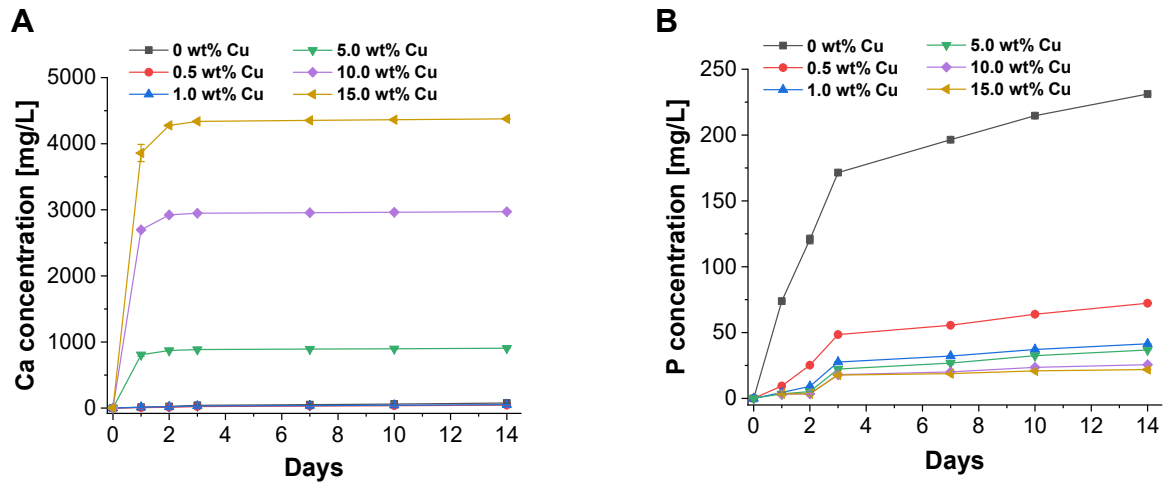 A
0 wt% Cu 5.0 wt% Cu
0.5 wt% Cu 10.0 wt% Cu
1.0 wt% Cu 15.0 wt% Cu
5000
4000
3000
2000
1000
0
0 2 4 6 8 10 12 14
Days
Ca concentration [mg/L]
B
0 wt% Cu 5.0 wt% Cu
0.5 wt% Cu 10.0 wt% Cu
1.0 wt% Cu 15.0 wt% Cu
250
200
150
100
50
0
0 2 4 6 8 10 12 14
Days
P concentration [mg/L]